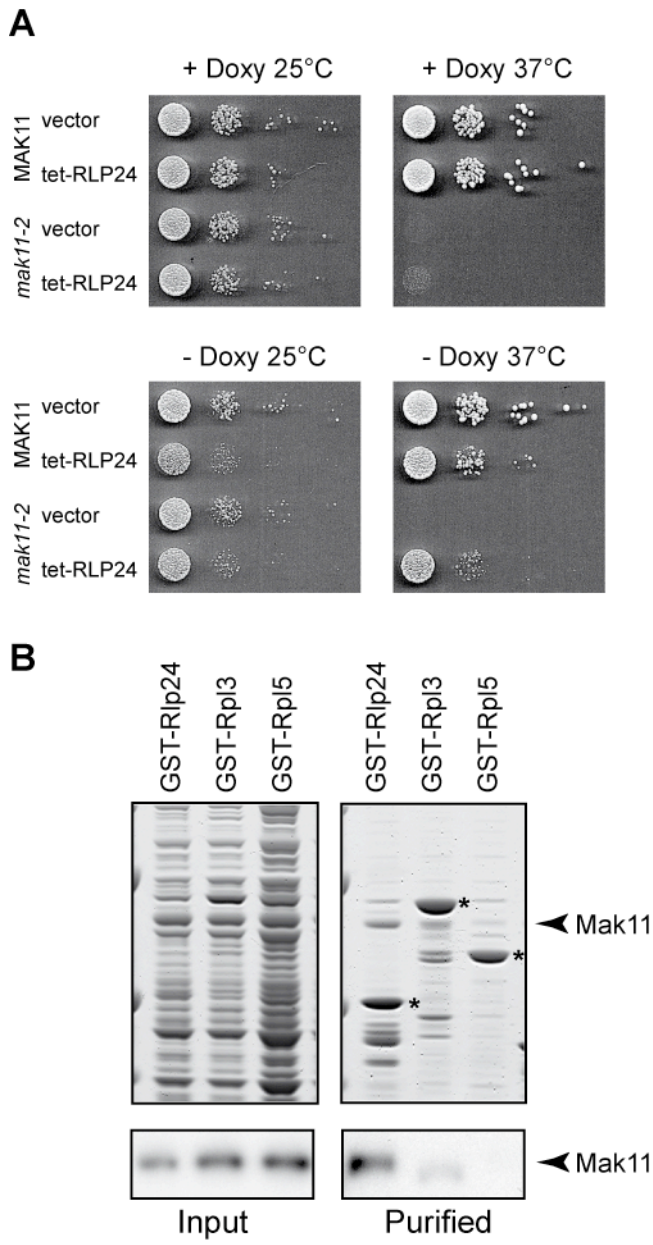 A
+ Doxy 25°C
+ Doxy 37°C
MAK11
vector
tet-RLP24
mak11-2
vector
tet-RLP24
- Doxy 25°C
- Doxy 37°C
MAK11
vector
tet-RLP24
mak11-2
vector
tet-RLP24
B
GST-Rlp24
GST-Rpl3
GST-Rpl5
GST-Rlp24
GST-Rpl3
GST-Rpl5
*
Mak11
*
*
Mak11
Input
Purified